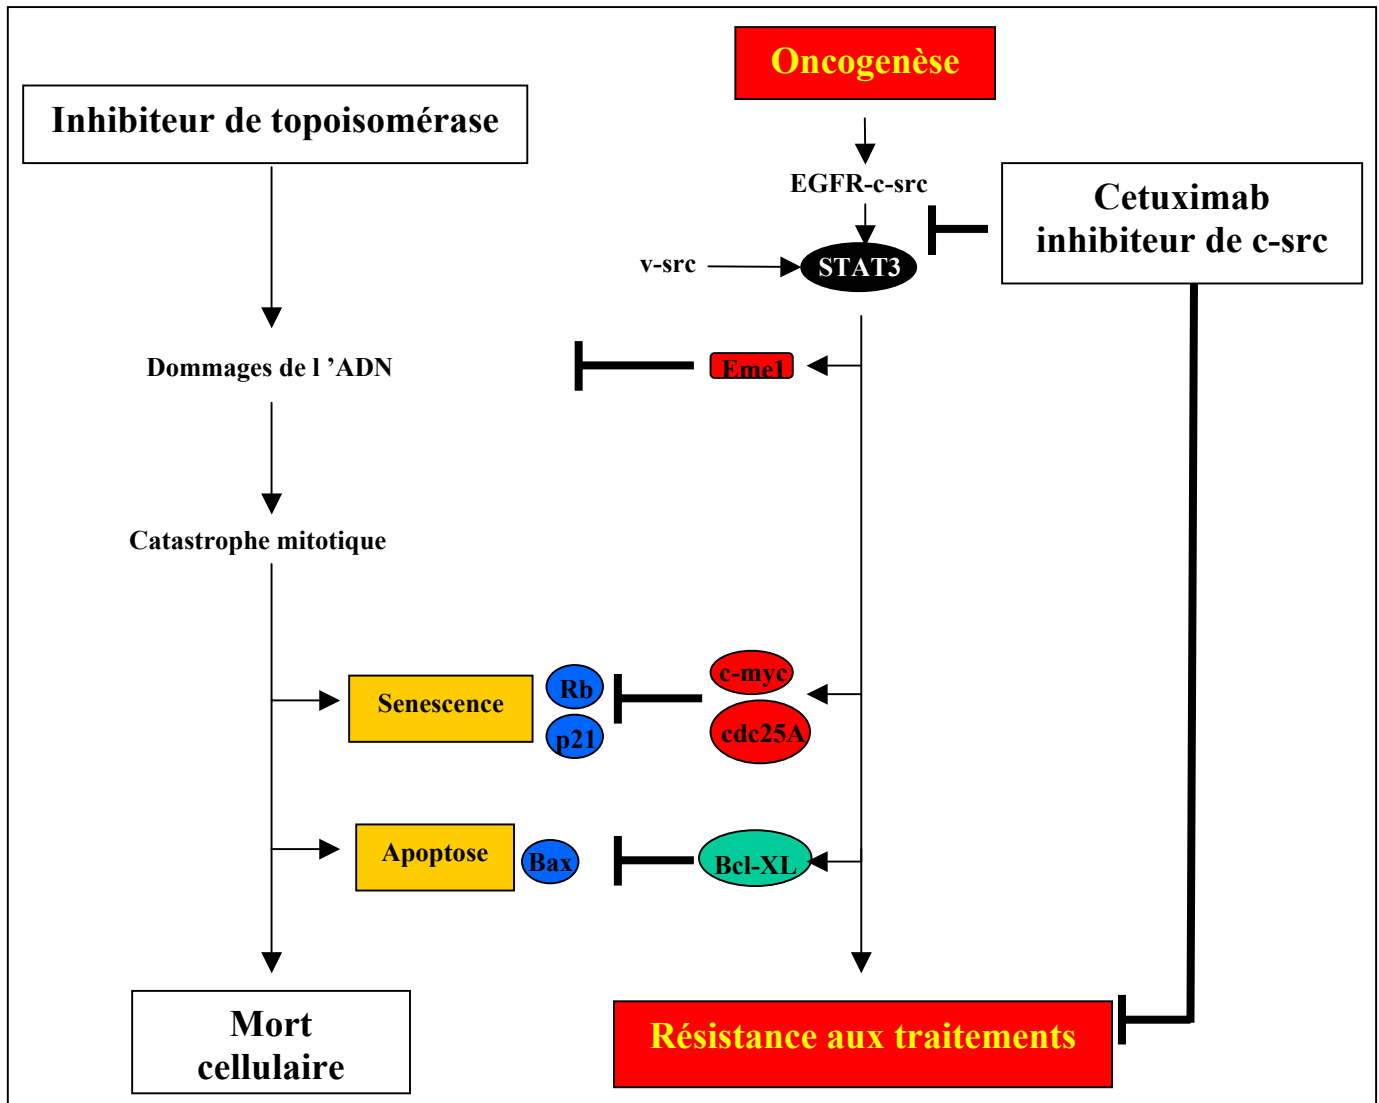 Oncogenèse
Inhibiteur de topoisomérase
EGFR-c-src
Cetuximab
inhibiteur de c-src
v-src
STAT3
Dommages de l ’ADN
Eme1
Catastrophe mitotique
Senescence
Rb
p21
c-myc
cdc25A
Apoptose
Bax
Bcl-XL
Mort
cellulaire
Résistance aux traitements